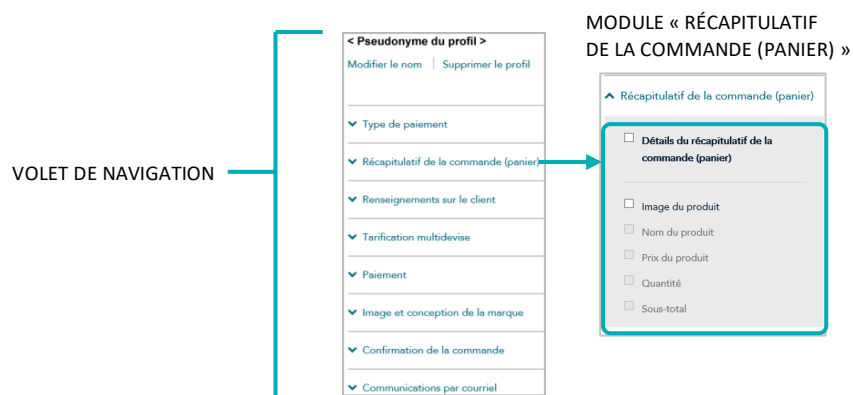 MODULE « RÉCAPITULATIF
DE LA COMMANDE (PANIER) »
< Pseudonyme du profil >
Modifier le nom | Supprimer le profil
Type de paiement
Récapitulatif de la commande (panier)
Renseignements sur le client
Tarification multidevise
Paiement
Image et conception de la marque
Confirmation de la commande
Communications par courriel
VOLET DE NAVIGATION
Récapitulatif de la commande (panier)
Détails du récapitulatif de la
commande (panier)
Image du produit
Nom du produit
Prix du produit
Quantité
Sous-total